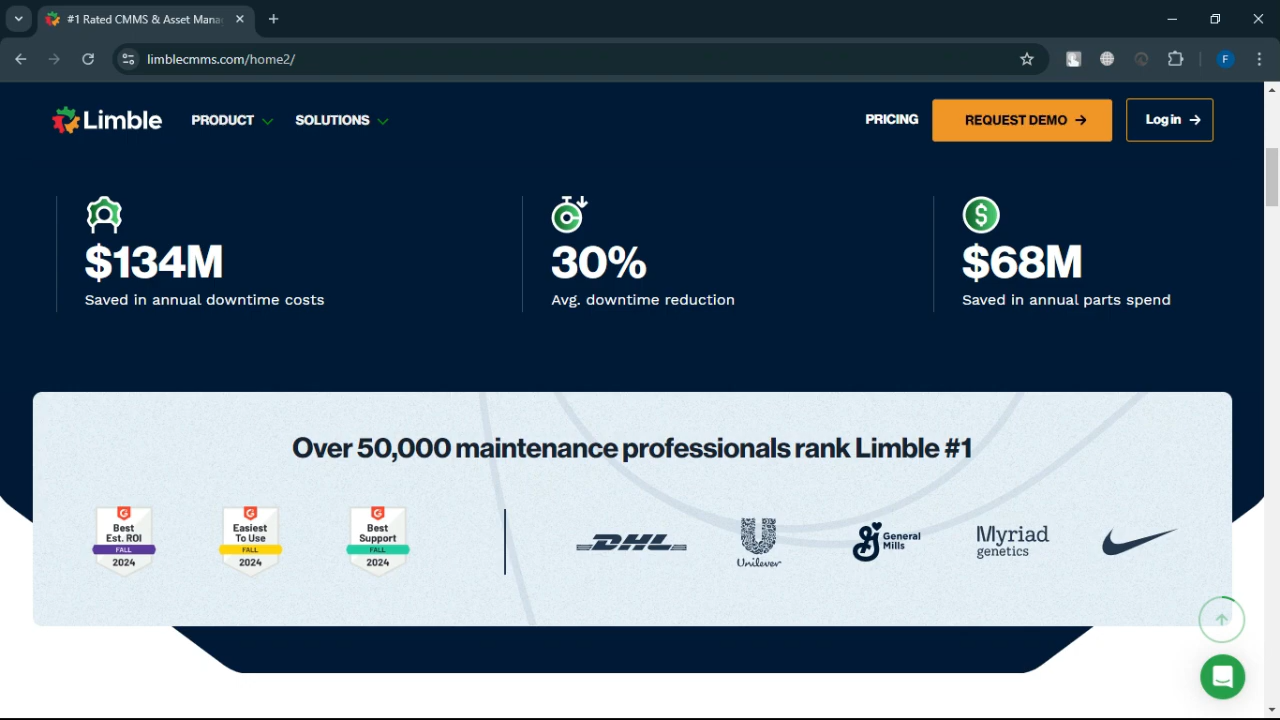 #1 Rated CMMS & Asset Mana
limblecmms.com/home2/
F
Limble
PRODUCT
SOLUTIONS
PRICING
REQUEST DEMO →
Log in →
$134M
Saved in annual downtime costs
30%
Avg. downtime reduction
$68M
Saved in annual parts spend
Over 50,000 maintenance professionals rank Limble #1
Best
Est. ROI
FALL
2024
Easiest
To Use
FALL
2024
Best
Support
FALL
2024
DHL
Unilever
General
Mills
Myriad
genetics